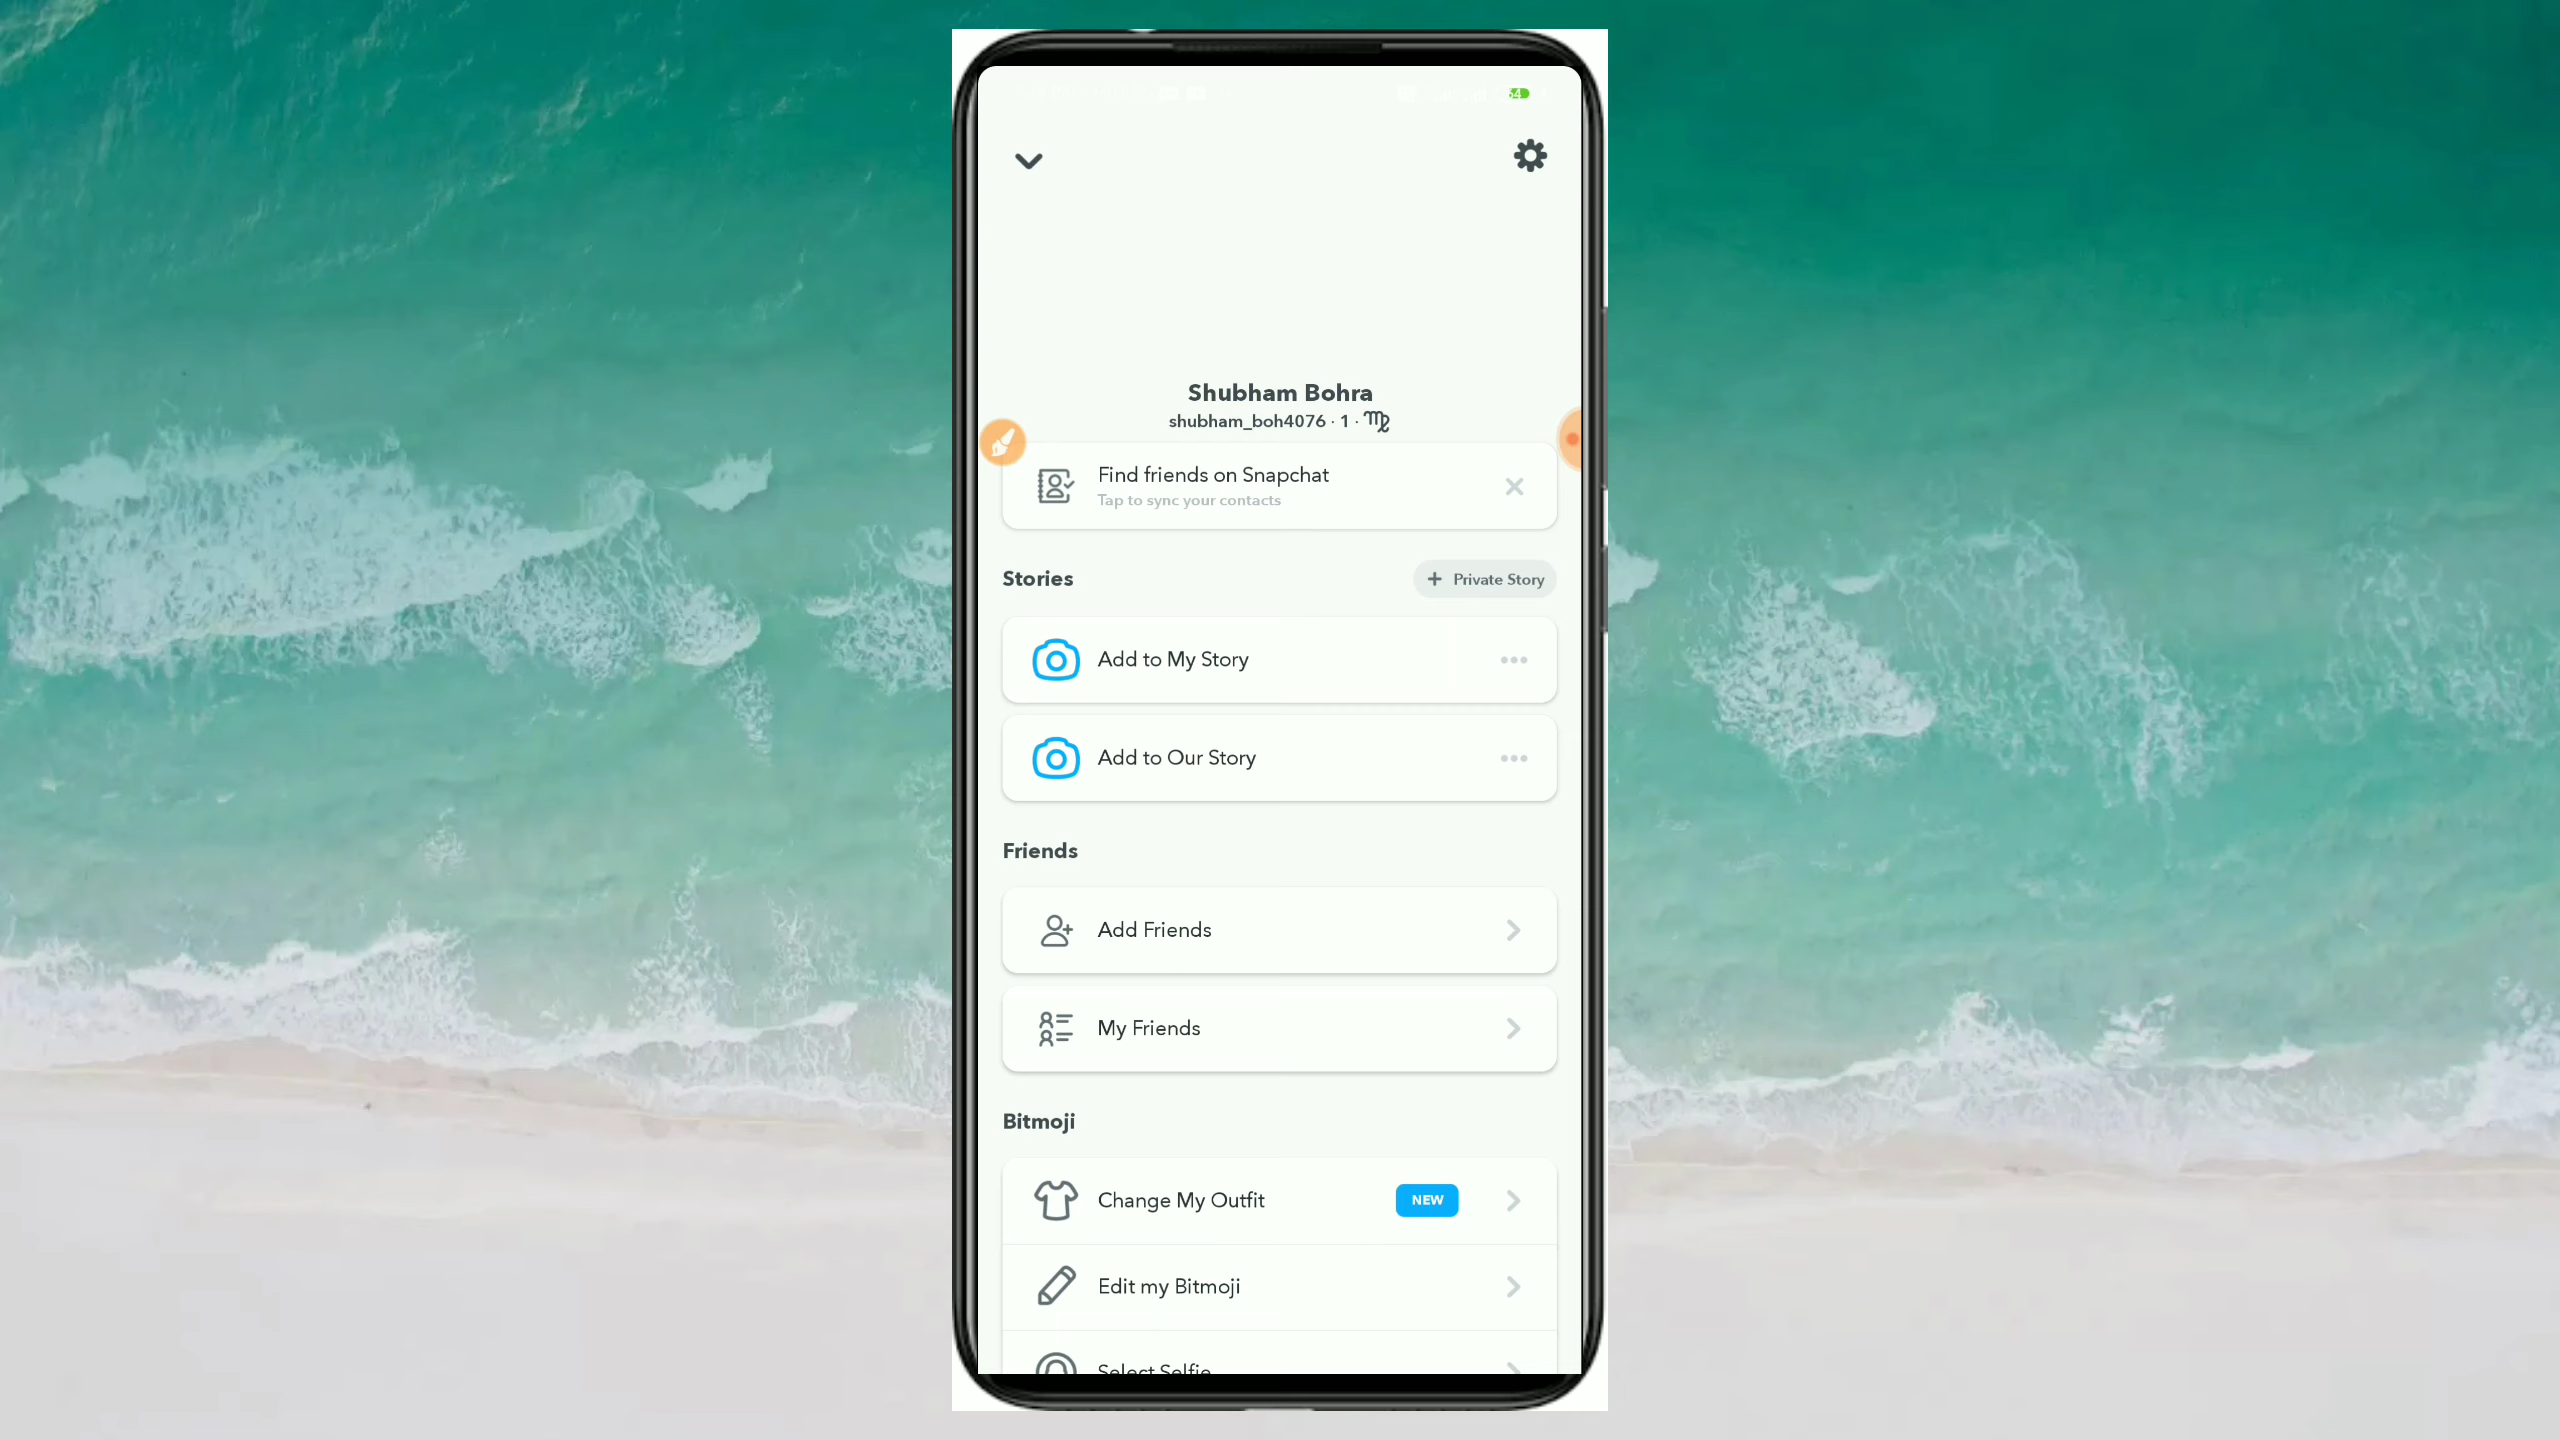 54
Shubham Bohra
shubham_boh4076 · 1 · ♍
Find friends on Snapchat
Tap to sync your contacts
Stories
+ Private Story
Add to My Story
Add to Our Story
Friends
Add Friends
My Friends
Bitmoji
Change My Outfit NEW
Edit my Bitmoji
Select Selfie